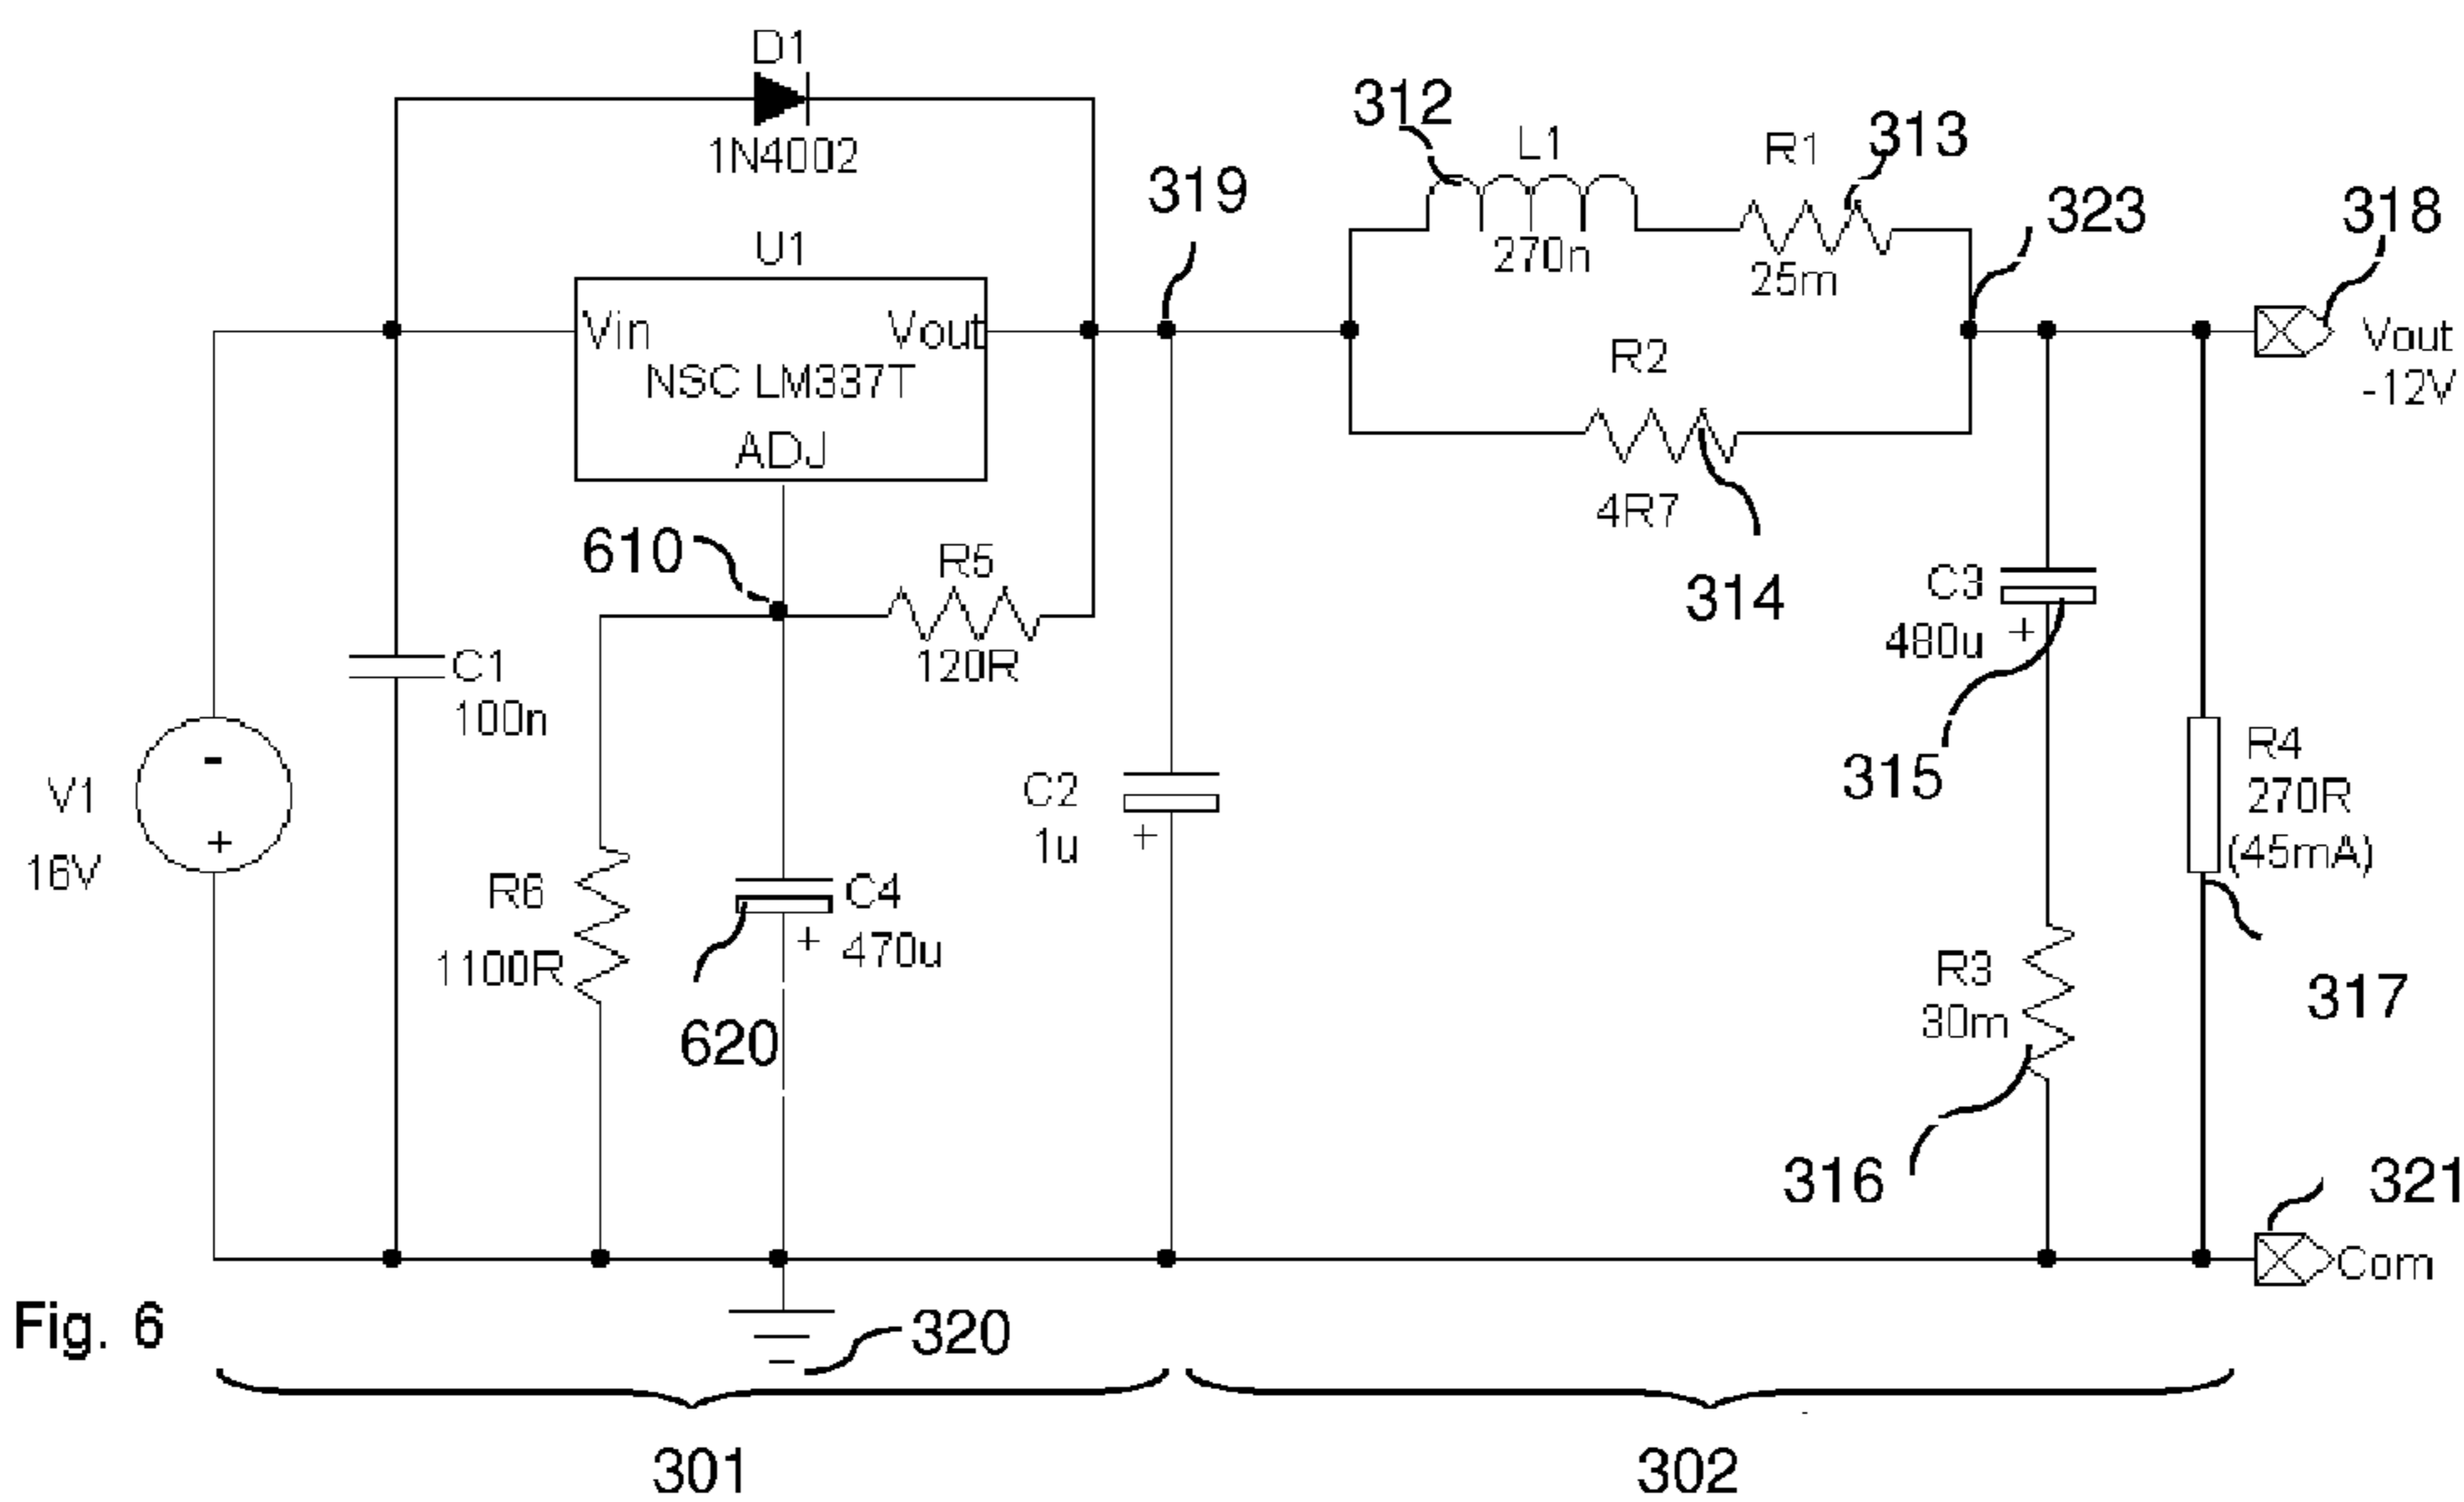 D1
1N4002
312
L1
270n
R1
313
25m
319
323
318
U1
Vin
Vout
NSC LM337T
ADJ
Vout
-12V
R2
4R7
314
610
R5
120R
C1
100n
C3
480u
+
315
V1
16V
-
+
C2
1u
+
R4
270R
(45mA)
R6
1100R
C4
+
470u
620
R3
30m
317
316
321
Com
Fig. 6
320
301
302